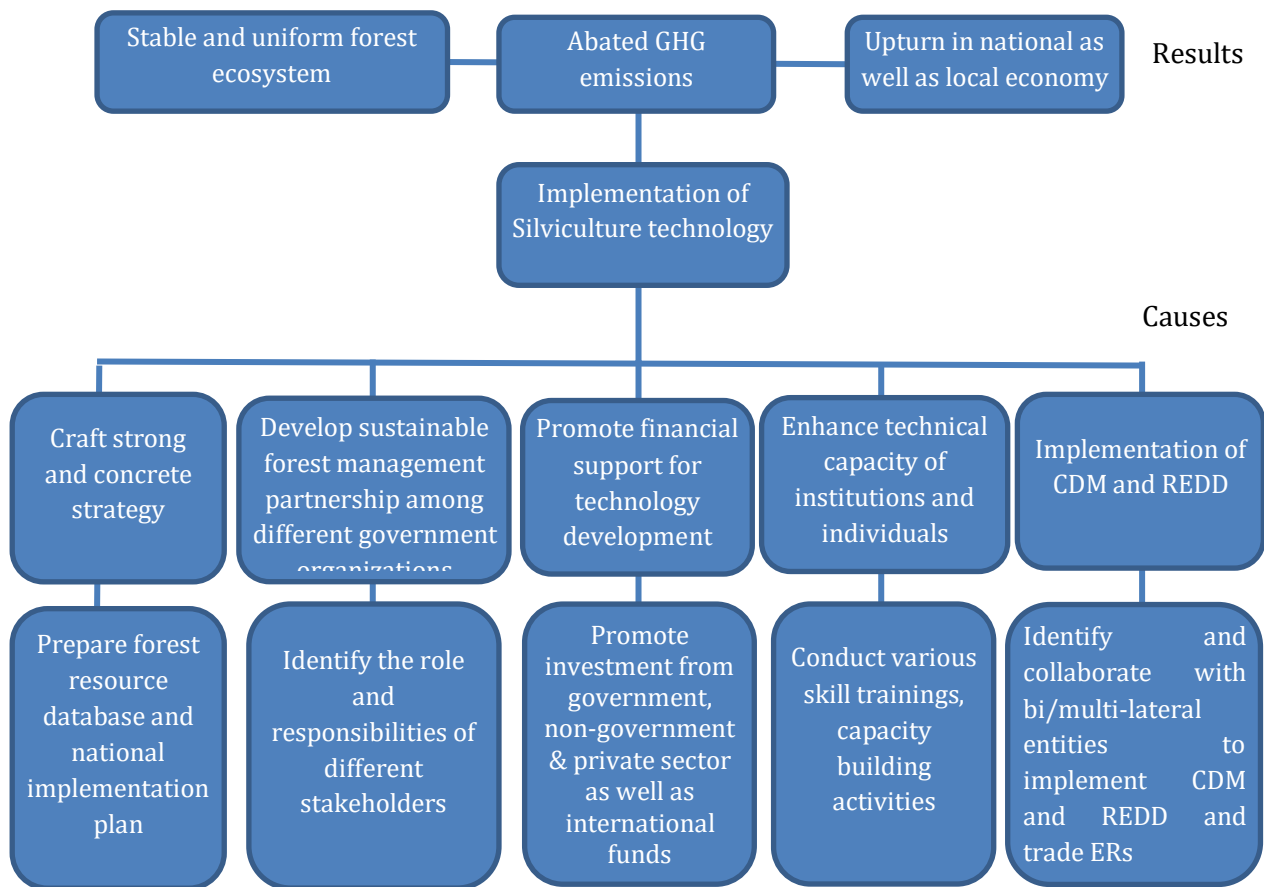 Stable and uniform forest
ecosystem
Abated GHG
emissions
Upturn in national as
well as local economy
Results
Implementation of
Silviculture technology
Causes
Craft strong
and concrete
strategy
Develop sustainable
forest management
partnership among
different government
organizations
Promote financial
support for
technology
development
Enhance technical
capacity of
institutions and
individuals
Implementation of
CDM and REDD
Prepare forest
resource
database and
national
implementation
plan
Identify the role
and
responsibilities of
different
stakeholders
Promote
investment from
government,
non-government
& private sector
as well as
international
funds
Conduct various
skill trainings,
capacity
building
activities
Identify and
collaborate with
bi/multi-lateral
entities to
implement CDM
and REDD and
trade ERs